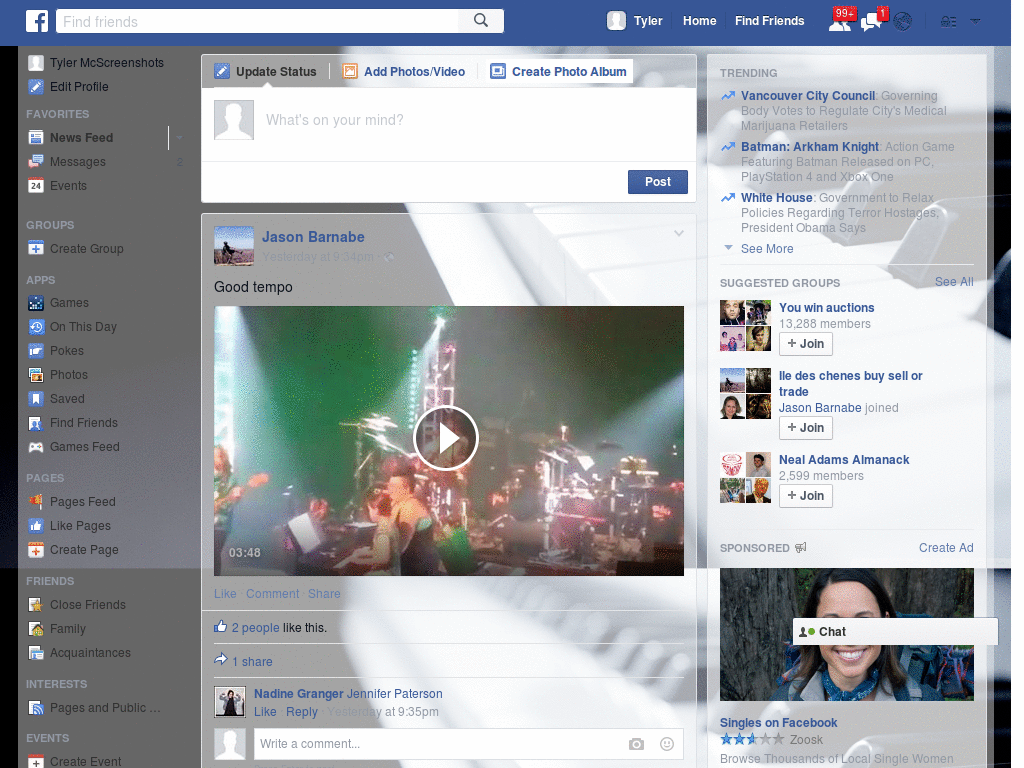 Find friends
Tyler
Home
Find Friends
99+
1
Tyler McScreenshots
Edit Profile
FAVORITES
News Feed
Messages
2
24
Events
GROUPS
Create Group
APPS
Games
On This Day
Pokes
Photos
Saved
Find Friends
Games Feed
PAGES
Pages Feed
Like Pages
Create Page
FRIENDS
Close Friends
Family
Acquaintances
INTERESTS
Pages and Public ...
EVENTS
Create Event
Update Status
Add Photos/Video
Create Photo Album
What's on your mind?
Post
Jason Barnabe
Yesterday at 9:34pm ·
Good tempo
03:48
Like · Comment · Share
2 people like this.
1 share
Nadine Granger Jennifer Paterson
Like · Reply · Yesterday at 9:35pm
Write a comment...
TRENDING
Vancouver City Council: Governing
Body Votes to Regulate City's Medical
Marijuana Retailers
Batman: Arkham Knight: Action Game
Featuring Batman Released on PC,
PlayStation 4 and Xbox One
White House: Government to Relax
Policies Regarding Terror Hostages,
President Obama Says
See More
SUGGESTED GROUPS
See All
You win auctions
13,288 members
+ Join
Ile des chenes buy sell or
trade
Jason Barnabe joined
+ Join
Neal Adams Almanack
2,599 members
+ Join
SPONSORED
Create Ad
Chat
Singles on Facebook
Zoosk
Browse Thousands of Local Single Women